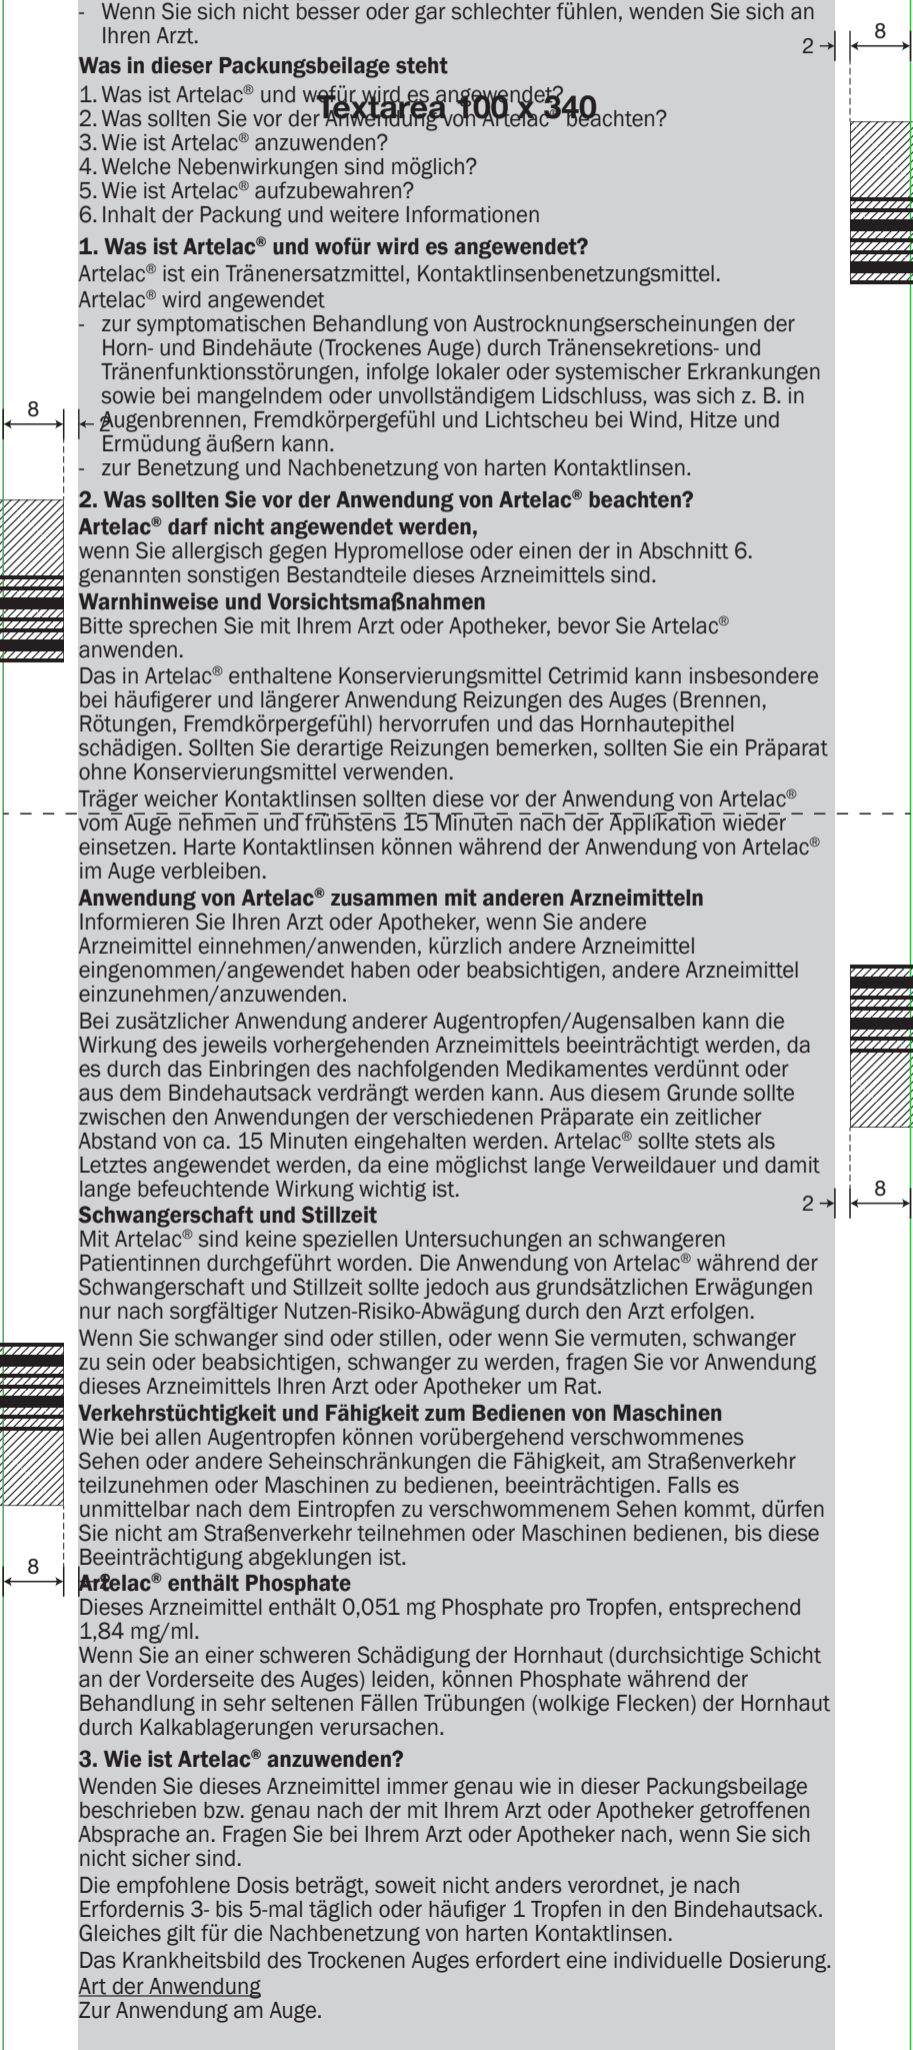 - Wenn Sie sich nicht besser oder gar schlechter fühlen, wenden Sie sich an
Ihren Arzt.
2
8
Was in dieser Packungsbeilage steht
1. Was ist Artelac® und wofür wird es angewendet?
Textarea 100 x 340
2. Was sollten Sie vor der Anwendung von Artelac® beachten?
3. Wie ist Artelac® anzuwenden?
4. Welche Nebenwirkungen sind möglich?
5. Wie ist Artelac® aufzubewahren?
6. Inhalt der Packung und weitere Informationen
1. Was ist Artelac® und wofür wird es angewendet?
Artelac® ist ein Tränenersatzmittel, Kontaktlinsenbenetzungsmittel.
Artelac® wird angewendet
- zur symptomatischen Behandlung von Austrocknungserscheinungen der
Horn- und Bindehäute (Trockenes Auge) durch Tränensekretions- und
Tränenfunktionsstörungen, infolge lokaler oder systemischer Erkrankungen
sowie bei mangelndem oder unvollständigem Lidschluss, was sich z. B. in
8
2
Augenbrennen, Fremdkörpergefühl und Lichtscheu bei Wind, Hitze und
Ermüdung äußern kann.
- zur Benetzung und Nachbenetzung von harten Kontaktlinsen.
2. Was sollten Sie vor der Anwendung von Artelac® beachten?
Artelac® darf nicht angewendet werden,
wenn Sie allergisch gegen Hypromellose oder einen der in Abschnitt 6.
genannten sonstigen Bestandteile dieses Arzneimittels sind.
Warnhinweise und Vorsichtsmaßnahmen
Bitte sprechen Sie mit Ihrem Arzt oder Apotheker, bevor Sie Artelac®
anwenden.
Das in Artelac® enthaltene Konservierungsmittel Cetrimid kann insbesondere
bei häufigerer und längerer Anwendung Reizungen des Auges (Brennen,
Rötungen, Fremdkörpergefühl) hervorrufen und das Hornhautepithel
schädigen. Sollten Sie derartige Reizungen bemerken, sollten Sie ein Präparat
ohne Konservierungsmittel verwenden.
Träger weicher Kontaktlinsen sollten diese vor der Anwendung von Artelac®
vom Auge nehmen und frühstens 15 Minuten nach der Applikation wieder
einsetzen. Harte Kontaktlinsen können während der Anwendung von Artelac®
im Auge verbleiben.
Anwendung von Artelac® zusammen mit anderen Arzneimitteln
Informieren Sie Ihren Arzt oder Apotheker, wenn Sie andere
Arzneimittel einnehmen/anwenden, kürzlich andere Arzneimittel
eingenommen/angewendet haben oder beabsichtigen, andere Arzneimittel
einzunehmen/anzuwenden.
Bei zusätzlicher Anwendung anderer Augentropfen/Augensalben kann die
Wirkung des jeweils vorhergehenden Arzneimittels beeinträchtigt werden, da
es durch das Einbringen des nachfolgenden Medikamentes verdünnt oder
aus dem Bindehautsack verdrängt werden kann. Aus diesem Grunde sollte
zwischen den Anwendungen der verschiedenen Präparate ein zeitlicher
Abstand von ca. 15 Minuten eingehalten werden. Artelac® sollte stets als
Letztes angewendet werden, da eine möglichst lange Verweildauer und damit
lange befeuchtende Wirkung wichtig ist.
2
8
Schwangerschaft und Stillzeit
Mit Artelac® sind keine speziellen Untersuchungen an schwangeren
Patientinnen durchgeführt worden. Die Anwendung von Artelac® während der
Schwangerschaft und Stillzeit sollte jedoch aus grundsätzlichen Erwägungen
nur nach sorgfältiger Nutzen-Risiko-Abwägung durch den Arzt erfolgen.
Wenn Sie schwanger sind oder stillen, oder wenn Sie vermuten, schwanger
zu sein oder beabsichtigen, schwanger zu werden, fragen Sie vor Anwendung
dieses Arzneimittels Ihren Arzt oder Apotheker um Rat.
Verkehrstüchtigkeit und Fähigkeit zum Bedienen von Maschinen
Wie bei allen Augentropfen können vorübergehend verschwommenes
Sehen oder andere Seheinschränkungen die Fähigkeit, am Straßenverkehr
teilzunehmen oder Maschinen zu bedienen, beeinträchtigen. Falls es
unmittelbar nach dem Eintropfen zu verschwommenem Sehen kommt, dürfen
Sie nicht am Straßenverkehr teilnehmen oder Maschinen bedienen, bis diese
Beeinträchtigung abgeklungen ist.
8
2
Artelac® enthält Phosphate
Dieses Arzneimittel enthält 0,051 mg Phosphate pro Tropfen, entsprechend
1,84 mg/ml.
Wenn Sie an einer schweren Schädigung der Hornhaut (durchsichtige Schicht
an der Vorderseite des Auges) leiden, können Phosphate während der
Behandlung in sehr seltenen Fällen Trübungen (wolkige Flecken) der Hornhaut
durch Kalkablagerungen verursachen.
3. Wie ist Artelac® anzuwenden?
Wenden Sie dieses Arzneimittel immer genau wie in dieser Packungsbeilage
beschrieben bzw. genau nach der mit Ihrem Arzt oder Apotheker getroffenen
Absprache an. Fragen Sie bei Ihrem Arzt oder Apotheker nach, wenn Sie sich
nicht sicher sind.
Die empfohlene Dosis beträgt, soweit nicht anders verordnet, je nach
Erfordernis 3- bis 5-mal täglich oder häufiger 1 Tropfen in den Bindehautsack.
Gleiches gilt für die Nachbenetzung von harten Kontaktlinsen.
Das Krankheitsbild des Trockenen Auges erfordert eine individuelle Dosierung.
Art der Anwendung
Zur Anwendung am Auge.